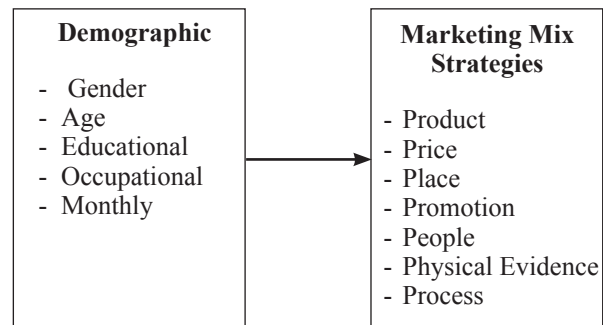 Demographic
- Gender
- Age
- Educational
- Occupational
- Monthly
Marketing Mix
Strategies
- Product
- Price
- Place
- Promotion
- People
- Physical Evidence
- Process